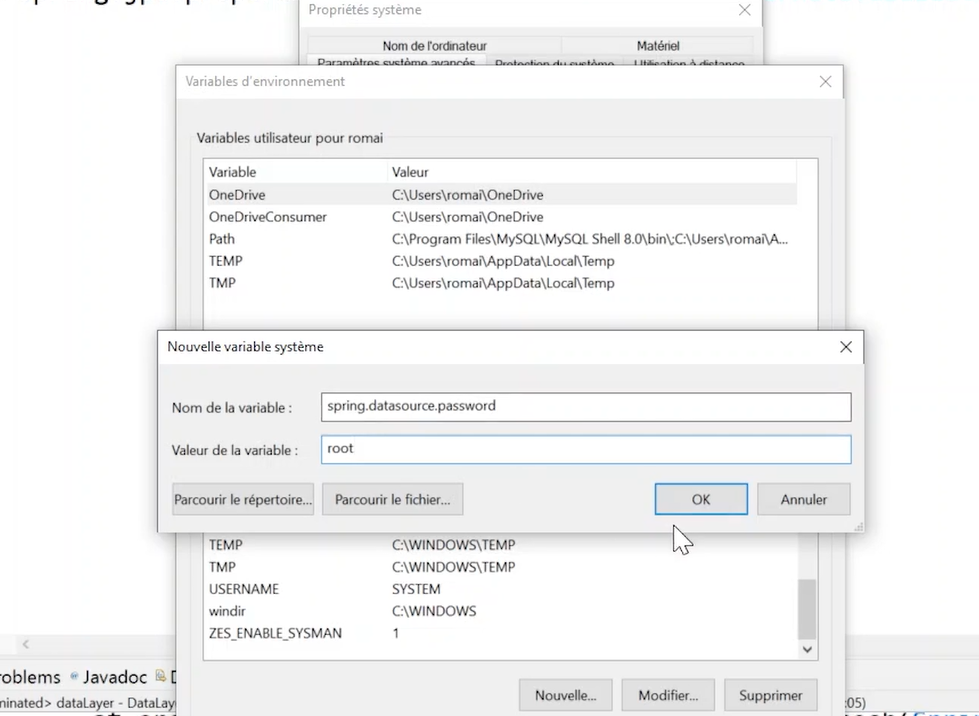 Propriétés système
Nom de l'ordinateur Matériel
Paramètres système avancés Protection du système Utilisation à distance
Variables d'environnement
Variables utilisateur pour romai
Variable Valeur
OneDrive C:\Users\romai\OneDrive
OneDriveConsumer C:\Users\romai\OneDrive
Path C:\Program Files\MySQL\MySQL Shell 8.0\bin\;C:\Users\romai\A...
TEMP C:\Users\romai\AppData\Local\Temp
TMP C:\Users\romai\AppData\Local\Temp
Nouvelle variable système
Nom de la variable : spring.datasource.password
Valeur de la variable : root
Parcourir le répertoire... Parcourir le fichier... OK Annuler
TEMP C:\WINDOWS\TEMP
TMP C:\WINDOWS\TEMP
USERNAME SYSTEM
windir C:\WINDOWS
ZES_ENABLE_SYSMAN 1
roblems Javadoc D
minated> dataLayer - DataLay :05)
Nouvelle... Modifier... Supprimer